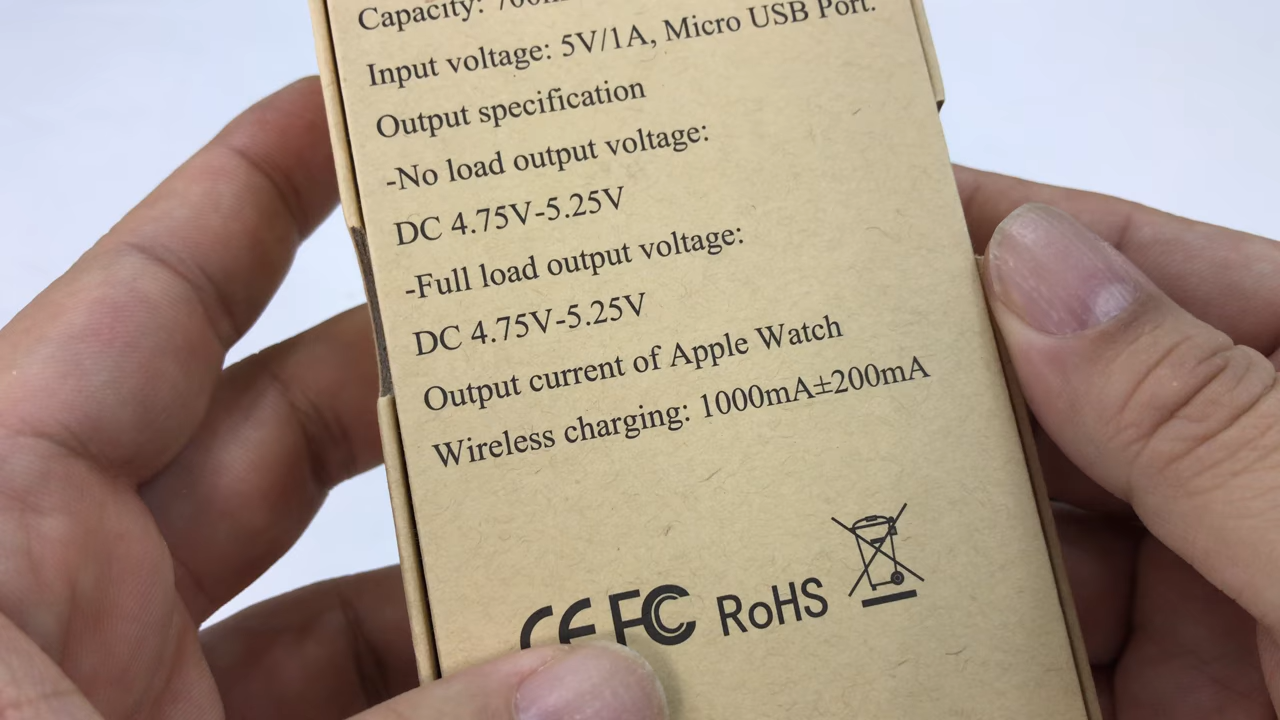 Capacity:
Input voltage: 5V/1A, Micro USB Port.
Output specification
-No load output voltage:
DC 4.75V-5.25V
-Full load output voltage:
DC 4.75V-5.25V
Output current of Apple Watch
Wireless charging: 1000mA±200mA
CE FC RoHS